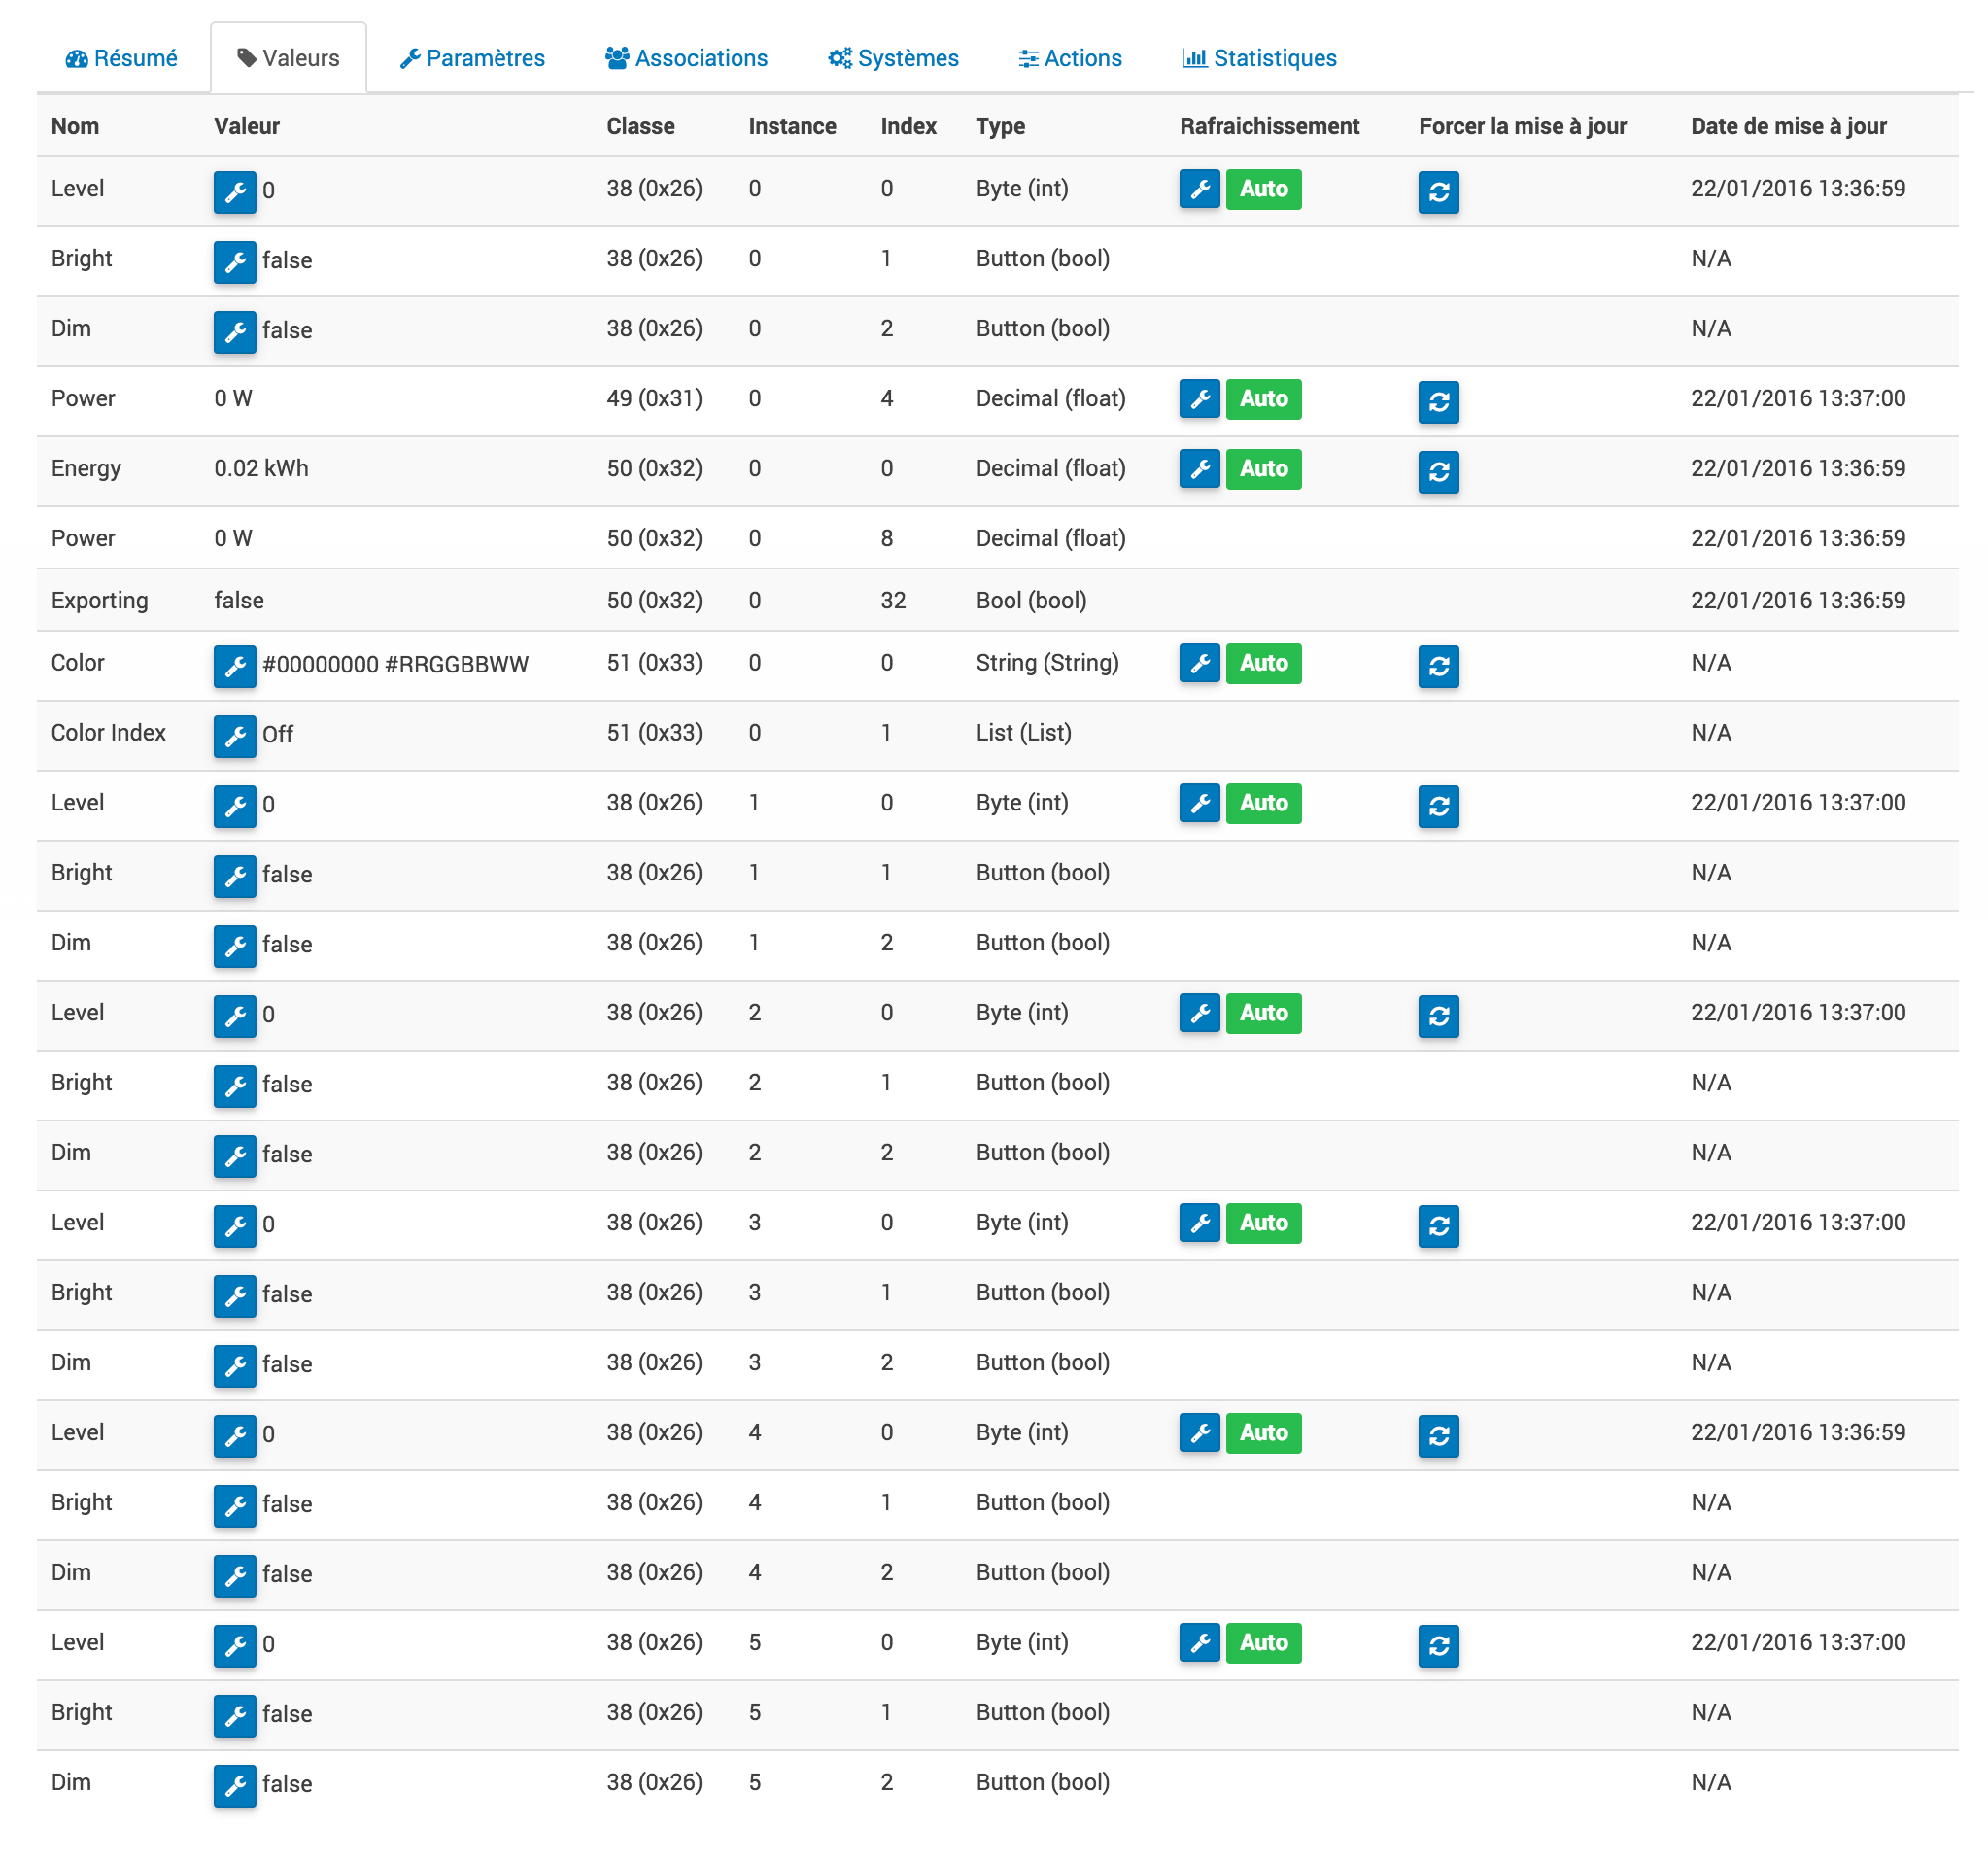 Résumé Valeurs Paramètres Associations Systèmes Actions Statistiques
Nom Valeur Classe Instance Index Type Rafraichissement Forcer la mise à jour Date de mise à jour
Level 0 38 (0x26) 0 0 Byte (int) Auto 22/01/2016 13:36:59
Bright false 38 (0x26) 0 1 Button (bool) N/A
Dim false 38 (0x26) 0 2 Button (bool) N/A
Power 0 W 49 (0x31) 0 4 Decimal (float) Auto 22/01/2016 13:37:00
Energy 0.02 kWh 50 (0x32) 0 0 Decimal (float) Auto 22/01/2016 13:36:59
Power 0 W 50 (0x32) 0 8 Decimal (float) 22/01/2016 13:36:59
Exporting false 50 (0x32) 0 32 Bool (bool) 22/01/2016 13:36:59
Color #00000000 #RRGGBBWW 51 (0x33) 0 0 String (String) Auto N/A
Color Index Off 51 (0x33) 0 1 List (List) N/A
Level 0 38 (0x26) 1 0 Byte (int) Auto 22/01/2016 13:37:00
Bright false 38 (0x26) 1 1 Button (bool) N/A
Dim false 38 (0x26) 1 2 Button (bool) N/A
Level 0 38 (0x26) 2 0 Byte (int) Auto 22/01/2016 13:37:00
Bright false 38 (0x26) 2 1 Button (bool) N/A
Dim false 38 (0x26) 2 2 Button (bool) N/A
Level 0 38 (0x26) 3 0 Byte (int) Auto 22/01/2016 13:37:00
Bright false 38 (0x26) 3 1 Button (bool) N/A
Dim false 38 (0x26) 3 2 Button (bool) N/A
Level 0 38 (0x26) 4 0 Byte (int) Auto 22/01/2016 13:36:59
Bright false 38 (0x26) 4 1 Button (bool) N/A
Dim false 38 (0x26) 4 2 Button (bool) N/A
Level 0 38 (0x26) 5 0 Byte (int) Auto 22/01/2016 13:37:00
Bright false 38 (0x26) 5 1 Button (bool) N/A
Dim false 38 (0x26) 5 2 Button (bool) N/A